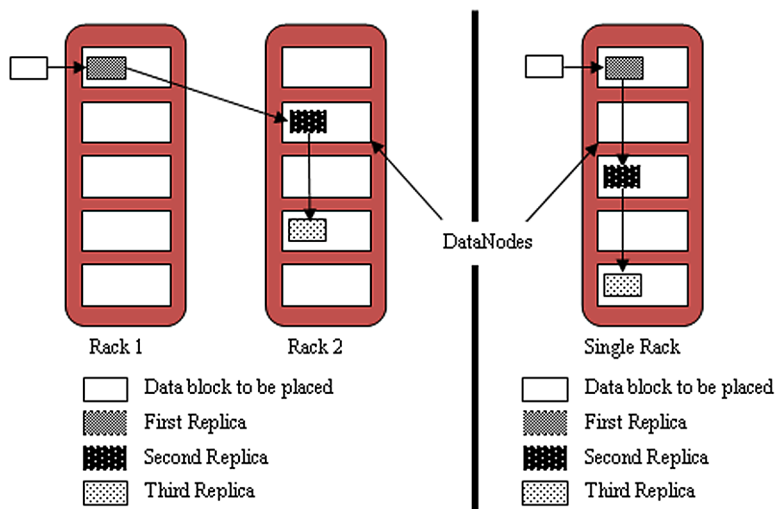 DataNodes
Rack 1
Rack 2
Data block to be placed
First Replica
Second Replica
Third Replica
Single Rack
Data block to be placed
First Replica
Second Replica
Third Replica